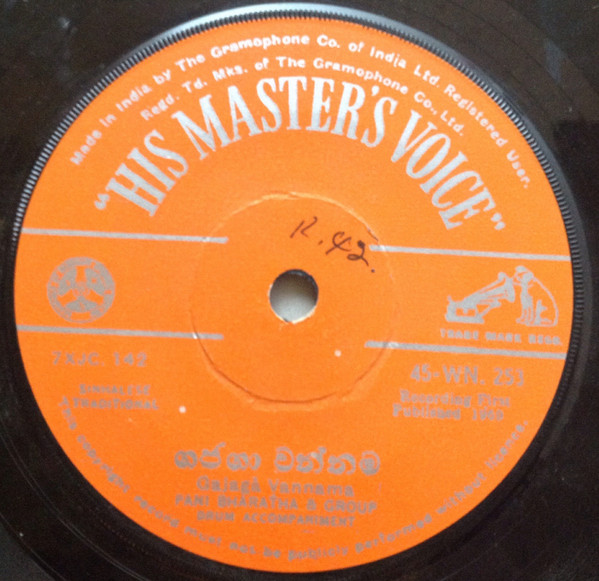 Made in India by The Gramophone Co. of India Ltd. Registered User.
Regd. Td. Mks. of The Gramophone Co., Ltd.
"HIS MASTER'S VOICE"
R. 42.
TRADE MARK REGD.
7XJC. 142
45-WN. 251
Recording First
Published 1960
ගජගා වන්නම
Gajagā Vannama
PANI BHARATHA & GROUP
DRUM ACCOMPANIMENT